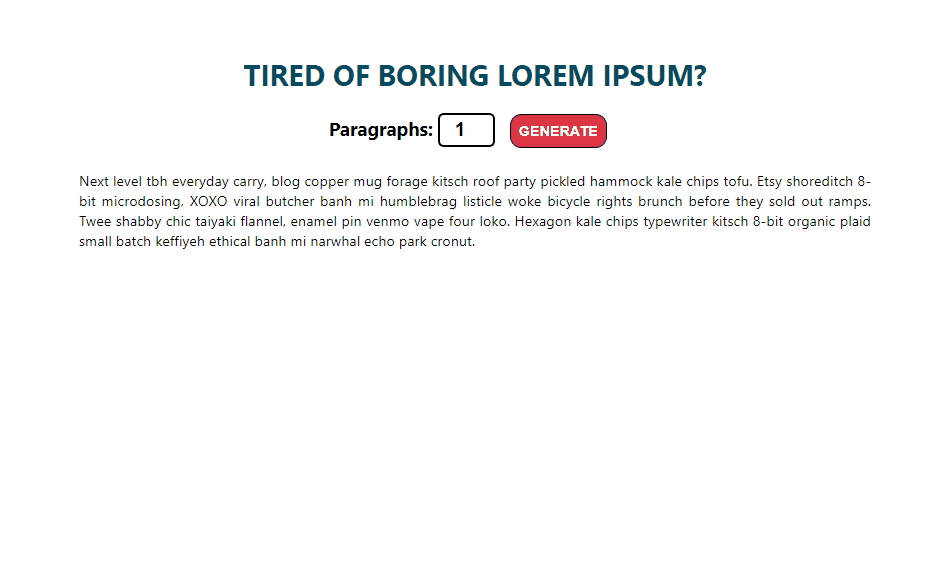 TIRED OF BORING LOREM IPSUM?
Paragraphs: 1 GENERATE
Next level tbh everyday carry, blog copper mug forage kitsch roof party pickled hammock kale chips tofu. Etsy shoreditch 8-
bit microdosing, XOXO viral butcher banh mi humblebrag listicle woke bicycle rights brunch before they sold out ramps.
Twee shabby chic taiyaki flannel, enamel pin venmo vape four loko. Hexagon kale chips typewriter kitsch 8-bit organic plaid
small batch keffiyeh ethical banh mi narwhal echo park cronut.